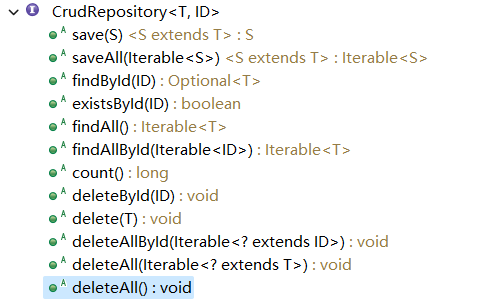 CrudRepository<T, ID>
save(S) <S extends T> : S
saveAll(Iterable<S>) <S extends T> : Iterable<S>
findById(ID) : Optional<T>
existsById(ID) : boolean
findAll() : Iterable<T>
findAllById(Iterable<ID>) : Iterable<T>
count() : long
deleteById(ID) : void
delete(T) : void
deleteAllById(Iterable<? extends ID>) : void
deleteAll(Iterable<? extends T>) : void
deleteAll() : void